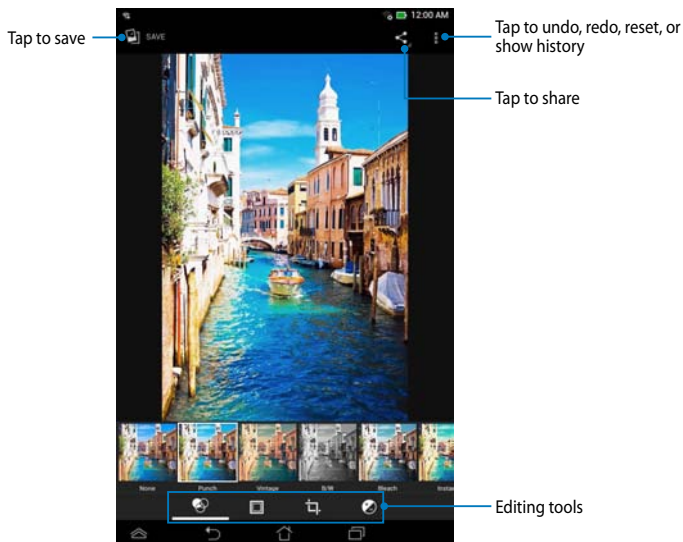 12:00 AM
Tap to save
SAVE
Tap to undo, redo, reset, or
show history
Tap to share
None
Punch
Vintage
B/W
Bleach
Instan
Editing tools